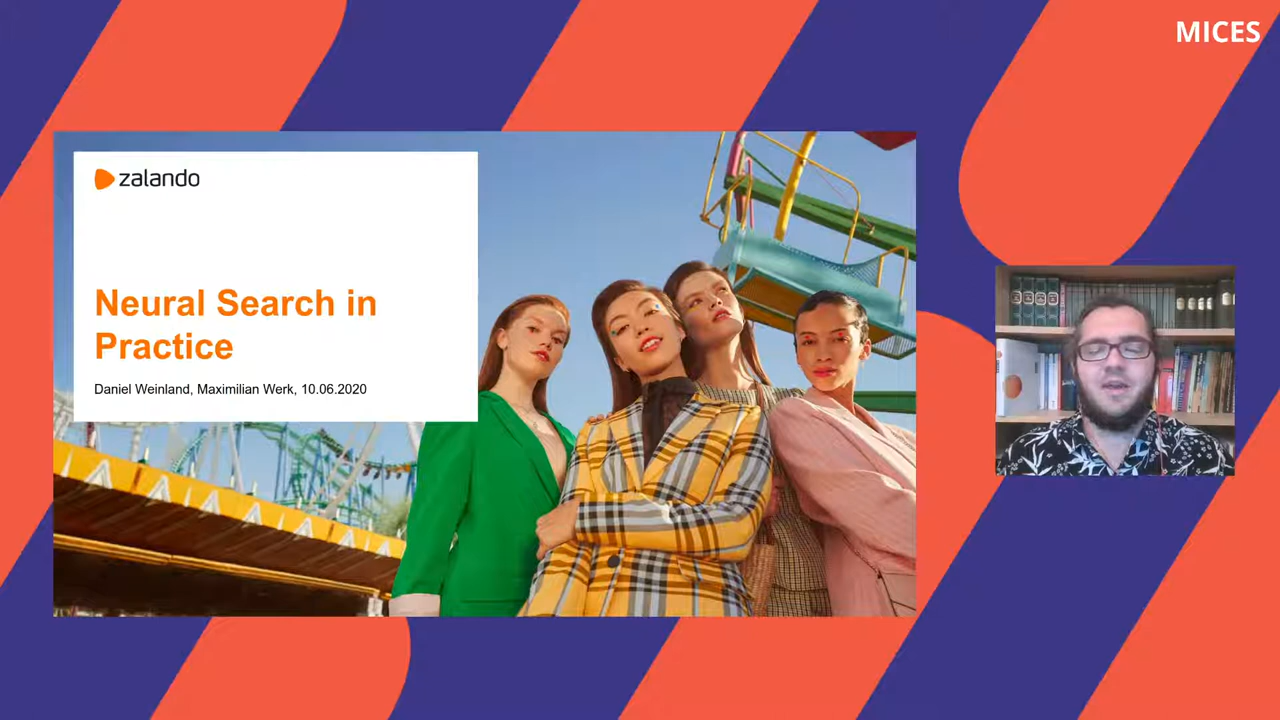 MICES
zalando
Neural Search in
Practice
Daniel Weinland, Maximilian Werk, 10.06.2020